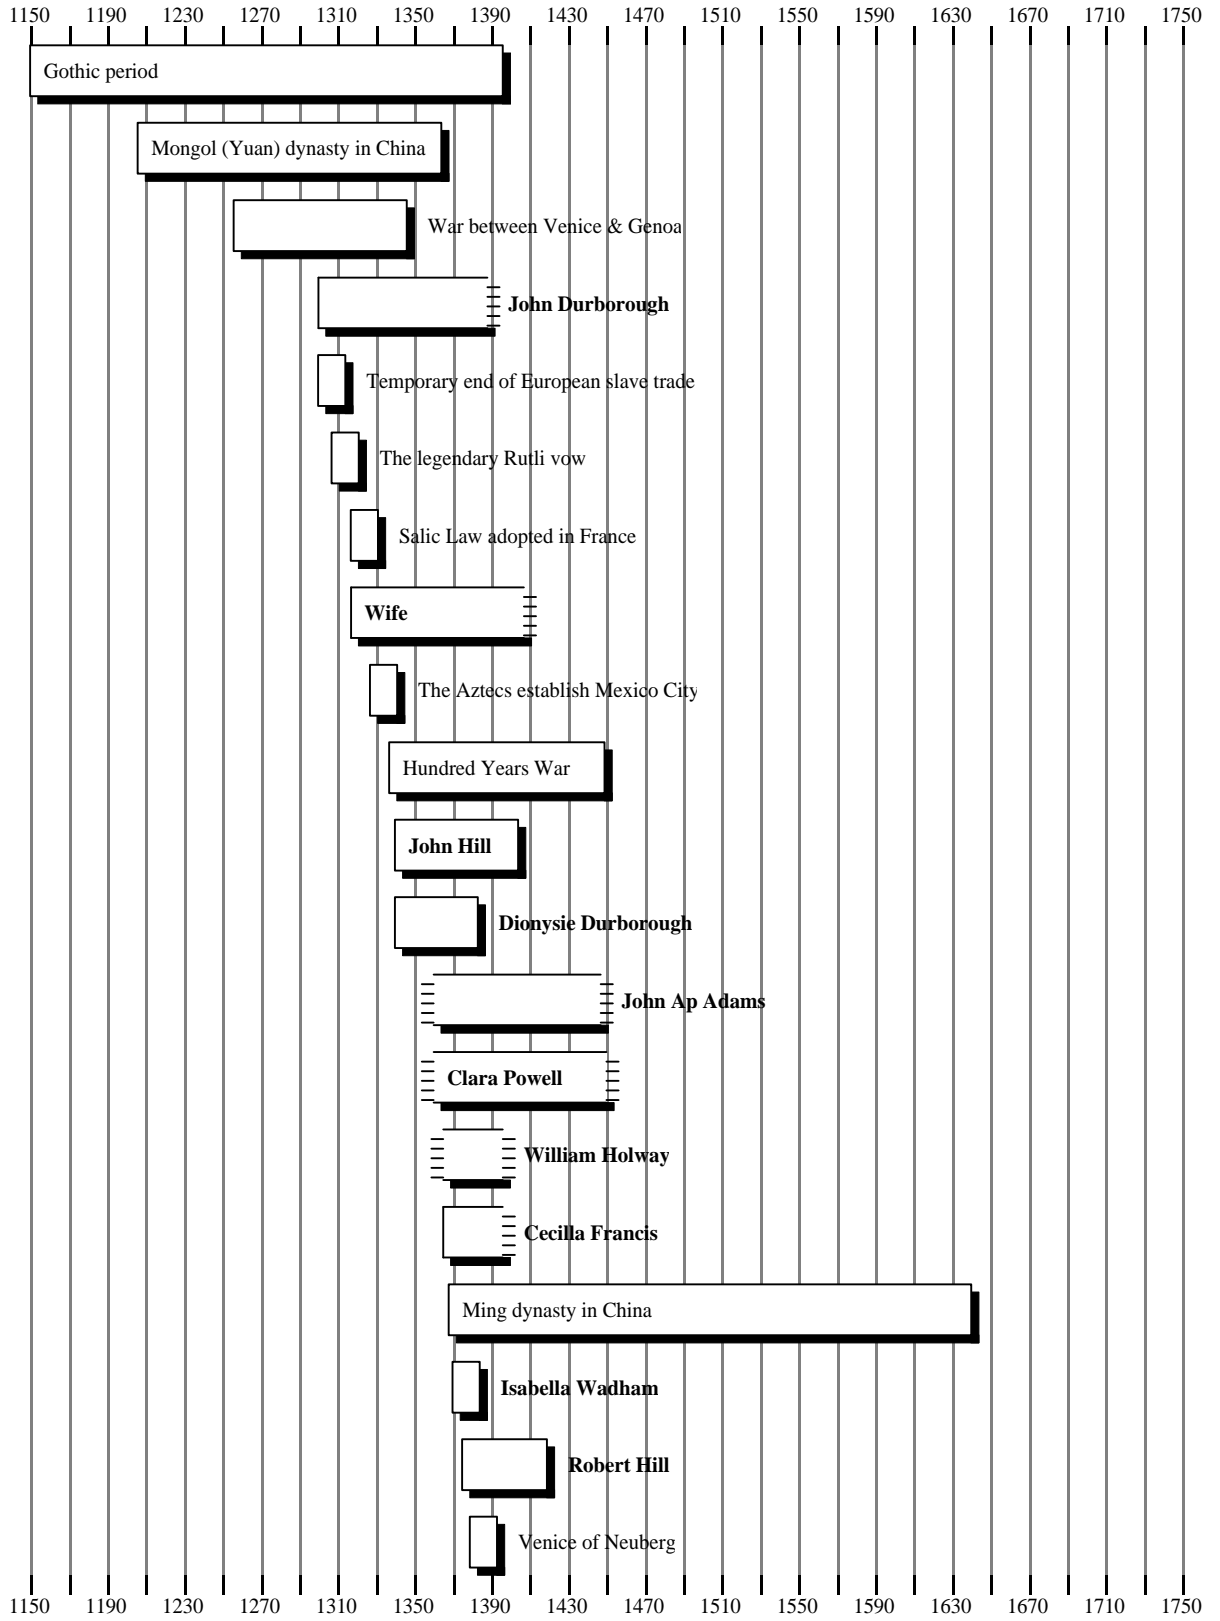 1150 1190 1230 1270 1310 1350 1390 1430 1470 1510 1550 1590 1630 1670 1710 1750
Gothic period
Mongol (Yuan) dynasty in China
War between Venice & Genoa
John Durborough
Temporary end of European slave trade
The legendary Rutli vow
Salic Law adopted in France
Wife
The Aztecs establish Mexico City
Hundred Years War
John Hill
Dionysie Durborough
John Ap Adams
Clara Powell
William Holway
Cecilla Francis
Ming dynasty in China
Isabella Wadham
Robert Hill
Venice of Neuberg
1150 1190 1230 1270 1310 1350 1390 1430 1470 1510 1550 1590 1630 1670 1710 1750